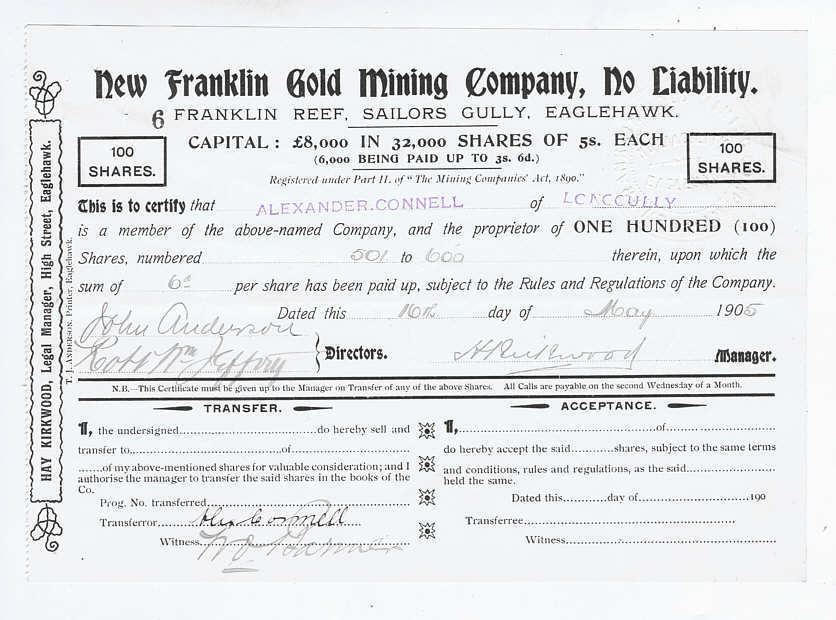 New Franklin Gold Mining Company, No Liability.
6 FRANKLIN REEF, SAILORS GULLY, EAGLEHAWK.
CAPITAL: £8,000 IN 32,000 SHARES OF 5s. EACH
(6,000 BEING PAID UP TO 3s. 6d.)
100 SHARES.
100 SHARES.
Registered under Part II. of "The Mining Companies' Act, 1890."
This is to certify that ALEXANDER.CONNELL of
is a member of the above-named Company, and the proprietor of ONE HUNDRED (100)
Shares, numbered 501 to 600 therein, upon which the
sum of 6d per share has been paid up, subject to the Rules and Regulations of the Company.
Dated this 16th day of May 1905
John Anderson
Robt Wm Jeffery
Directors.
H Kirkwood Manager.
N.B.—This Certificate must be given up to the Manager on Transfer of any of the above Shares. All Calls are payable on the second Wednesday of a Month.
TRANSFER.
I, the undersigned do hereby sell and
transfer to of
of my above-mentioned shares for valuable consideration; and I
authorise the manager to transfer the said shares in the books of the
Co.
Prog. No. transferred
Transferror Connell
Witness
ACCEPTANCE.
I, of
do hereby accept the said shares, subject to the same terms
and conditions, rules and regulations, as the said
held the same.
Dated this day of 190
Transferee
Witness
HAY KIRKWOOD, Legal Manager, High Street, Eaglehawk.
T. J. ANDERSON, Printer, Eaglehawk.